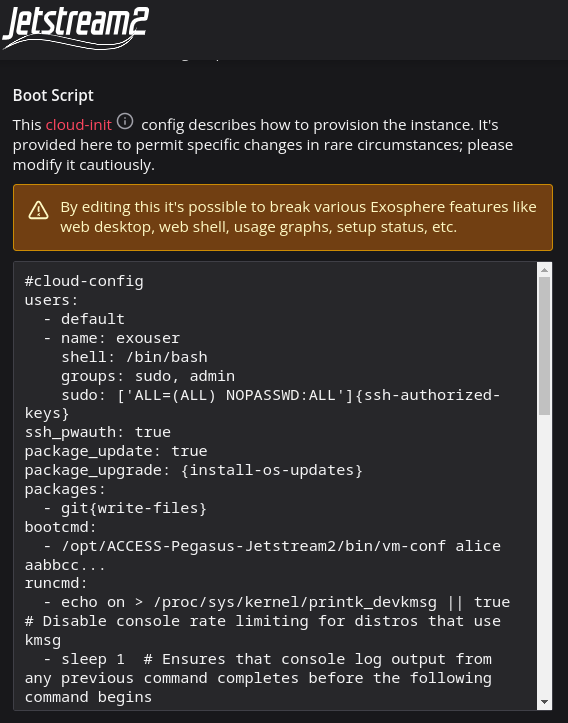 Jetstream2
Boot Script
This cloud-init config describes how to provision the instance. It's
provided here to permit specific changes in rare circumstances; please
modify it cautiously.
By editing this it's possible to break various Exosphere features like
web desktop, web shell, usage graphs, setup status, etc.
#cloud-config
users:
  - default
  - name: exouser
    shell: /bin/bash
    groups: sudo, admin
    sudo: ['ALL=(ALL) NOPASSWD:ALL']{ssh-authorized-
keys}
ssh_pwauth: true
package_update: true
package_upgrade: {install-os-updates}
packages:
  - git{write-files}
bootcmd:
  - /opt/ACCESS-Pegasus-Jetstream2/bin/vm-conf alice
aabbcc...
runcmd:
  - echo on > /proc/sys/kernel/printk_devkmsg || true
# Disable console rate limiting for distros that use
kmsg
  - sleep 1  # Ensures that console log output from
any previous command completes before the following
command begins